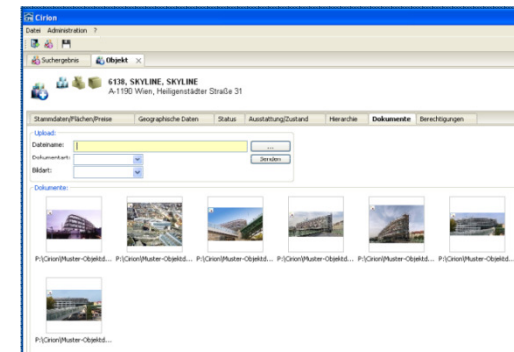 Cirion
Datei Administration ?
Suchergebnis Objekt
6138, SKYLINE, SKYLINE
A-1190 Wien, Heiligenstädter Straße 31
Stammdaten/Flächen/Preise Geographische Daten Status Ausstattung/Zustand Hierarchie Dokumente Berechtigungen
Upload:
Dateiname: ...
Dokumentart: Senden
Bildart:
Dokumente:
P:\Cirion\Muster-Objektd... P:\Cirion\Muster-Objektd... P:\Cirion\Muster-Objektd... P:\Cirion\Muster-Objektd... P:\Cirion\Muster-Objektd... P:\Cirion\Muster-Objektd...
P:\Cirion\Muster-Objektd...